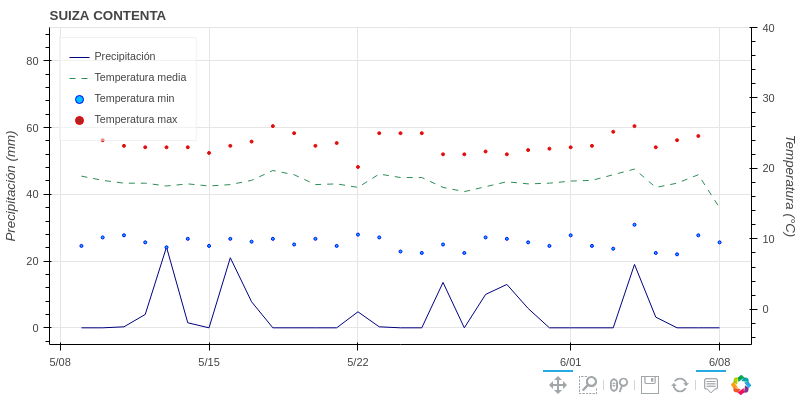 SUIZA CONTENTA
Precipitación
Temperatura media
Temperatura min
Temperatura max
Precipitación (mm)
80
60
40
20
0
40
30
20
10
0
Temperatura (°C)
5/08
5/15
5/22
6/01
6/08